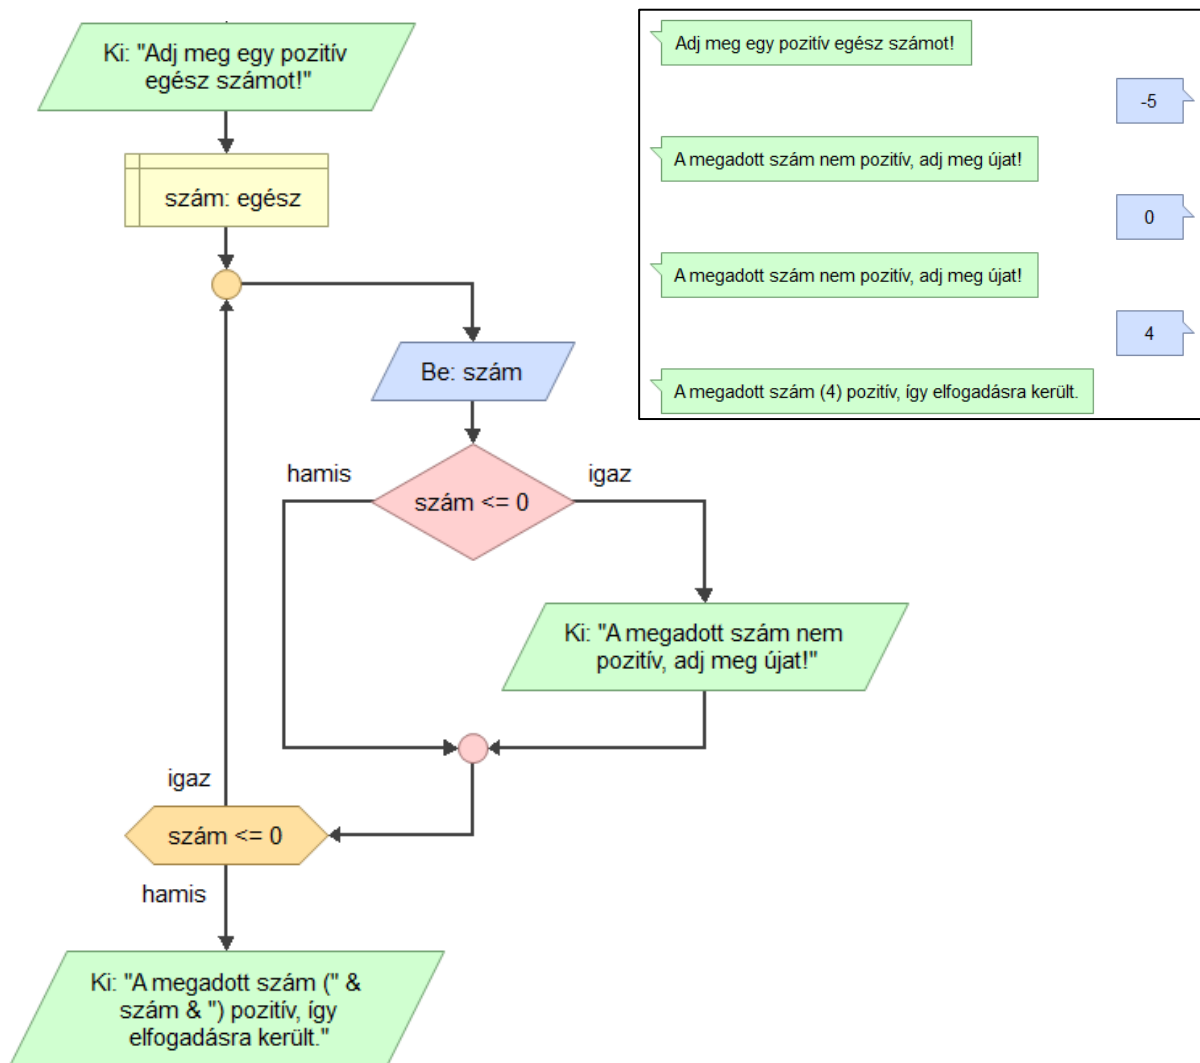 Ki: "Adj meg egy pozitív
egész számot!"
szám: egész
Be: szám
hamis
igaz
szám <= 0
Ki: "A megadott szám nem
pozitív, adj meg újat!"
igaz
szám <= 0
hamis
Ki: "A megadott szám (" &
szám & ") pozitív, így
elfogadásra került."
Adj meg egy pozitív egész számot!
-5
A megadott szám nem pozitív, adj meg újat!
0
A megadott szám nem pozitív, adj meg újat!
4
A megadott szám (4) pozitív, így elfogadásra került.